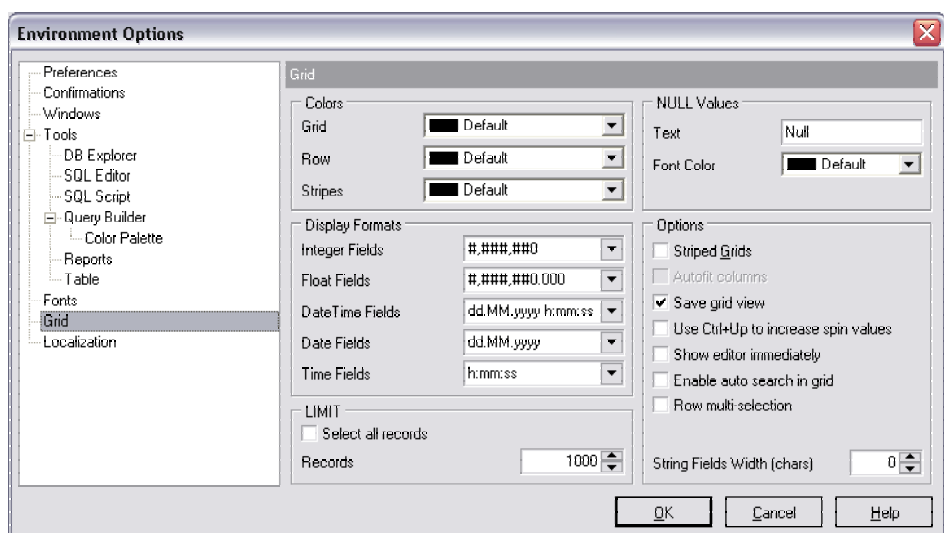 Environment Options
Preferences
Confirmations
Windows
Tools
DB Explorer
SQL Editor
SQL Script
Query Builder
Color Palette
Reports
Table
Fonts
Grid
Localization
Grid
Colors
Grid Default
Row Default
Stripes Default
NULL Values
Text Null
Font Color Default
Display Formats
Integer Fields #,###,##0
Float Fields #,###,##0.000
DateTime Fields dd.MM.yyyy h:mm:ss
Date Fields dd.MM.yyyy
Time Fields h:mm:ss
Options
Striped Grids
Autofit columns
Save grid view
Use Ctrl+Up to increase spin values
Show editor immediately
Enable auto search in grid
Row multi-selection
LIMIT
Select all records
Records 1000
String Fields Width (chars) 0
OK Cancel Help